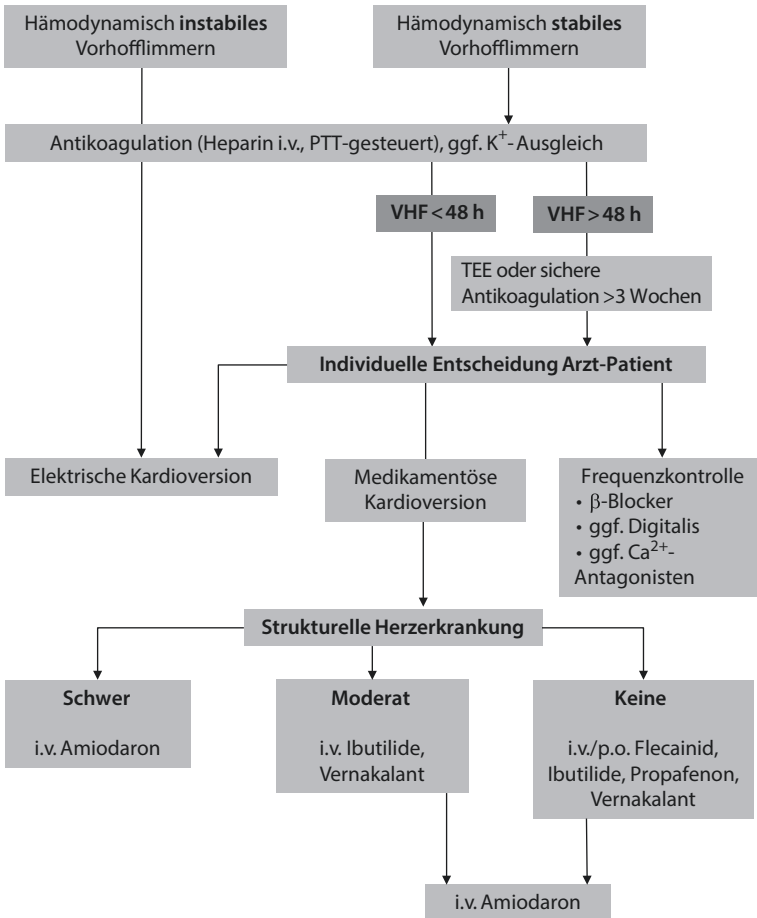 Hämodynamisch instabiles
Vorhofflimmern
Hämodynamisch stabiles
Vorhofflimmern
Antikoagulation (Heparin i.v., PTT-gesteuert), ggf. K⁺-Ausgleich
VHF < 48 h
VHF > 48 h
TEE oder sichere
Antikoagulation >3 Wochen
Individuelle Entscheidung Arzt-Patient
Elektrische Kardioversion
Medikamentöse
Kardioversion
Frequenzkontrolle
• β-Blocker
• ggf. Digitalis
• ggf. Ca²⁺-
Antagonisten
Strukturelle Herzerkrankung
Schwer
i.v. Amiodaron
Moderat
i.v. Ibutilide,
Vernakalant
Keine
i.v./p.o. Flecainid,
Ibutilide, Propafenon,
Vernakalant
i.v. Amiodaron